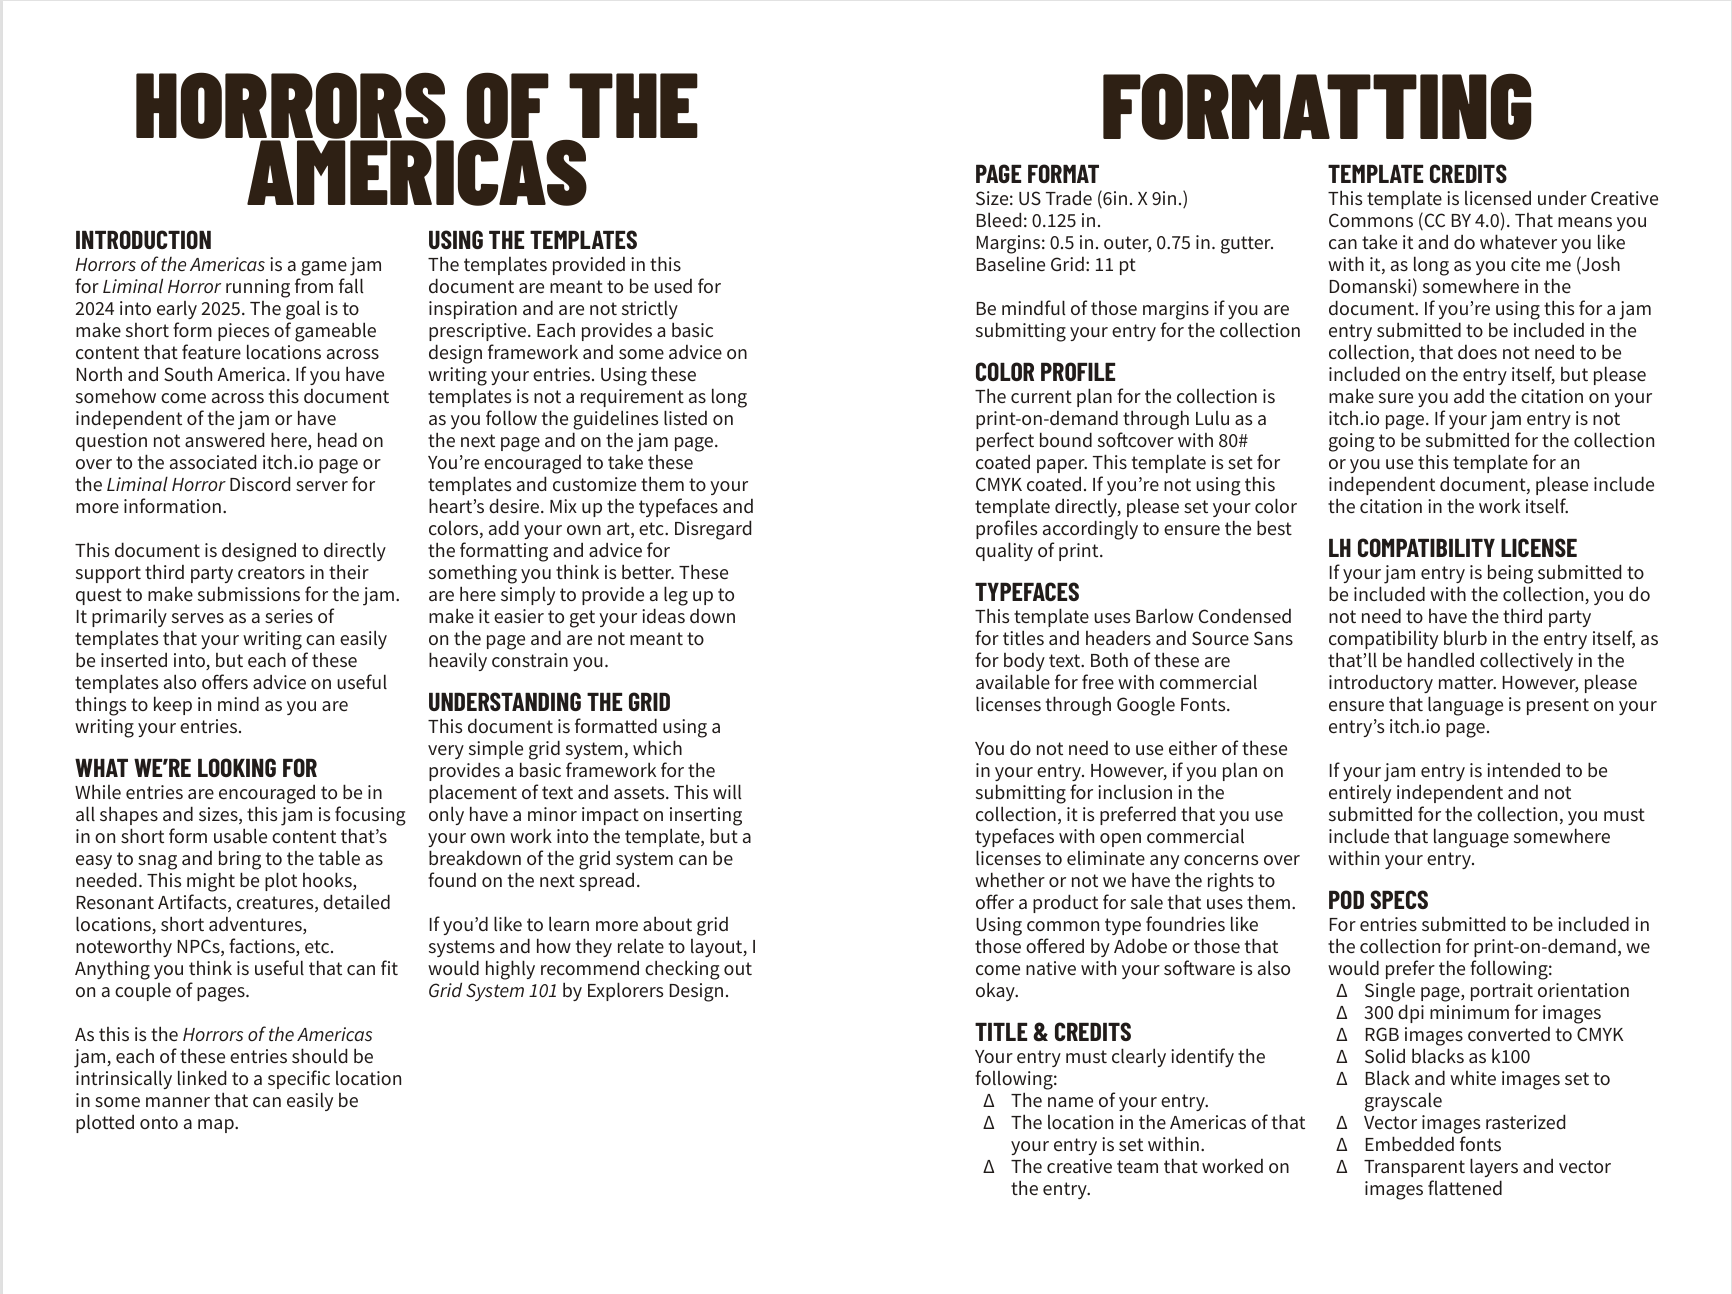 HORRORS OF THE
AMERICAS
INTRODUCTION
Horrors of the Americas is a game jam
for Liminal Horror running from fall
2024 into early 2025. The goal is to
make short form pieces of gameable
content that feature locations across
North and South America. If you have
somehow come across this document
independent of the jam or have
question not answered here, head on
over to the associated itch.io page or
the Liminal Horror Discord server for
more information.
This document is designed to directly
support third party creators in their
quest to make submissions for the jam.
It primarily serves as a series of
templates that your writing can easily
be inserted into, but each of these
templates also offers advice on useful
things to keep in mind as you are
writing your entries.
WHAT WE’RE LOOKING FOR
While entries are encouraged to be in
all shapes and sizes, this jam is focusing
in on short form usable content that’s
easy to snag and bring to the table as
needed. This might be plot hooks,
Resonant Artifacts, creatures, detailed
locations, short adventures,
noteworthy NPCs, factions, etc.
Anything you think is useful that can fit
on a couple of pages.
As this is the Horrors of the Americas
jam, each of these entries should be
intrinsically linked to a specific location
in some manner that can easily be
plotted onto a map.
USING THE TEMPLATES
The templates provided in this
document are meant to be used for
inspiration and are not strictly
prescriptive. Each provides a basic
design framework and some advice on
writing your entries. Using these
templates is not a requirement as long
as you follow the guidelines listed on
the next page and on the jam page.
You’re encouraged to take these
templates and customize them to your
heart’s desire. Mix up the typefaces and
colors, add your own art, etc. Disregard
the formatting and advice for
something you think is better. These
are here simply to provide a leg up to
make it easier to get your ideas down
on the page and are not meant to
heavily constrain you.
UNDERSTANDING THE GRID
This document is formatted using a
very simple grid system, which
provides a basic framework for the
placement of text and assets. This will
only have a minor impact on inserting
your own work into the template, but a
breakdown of the grid system can be
found on the next spread.
If you’d like to learn more about grid
systems and how they relate to layout, I
would highly recommend checking out
Grid System 101 by Explorers Design.
FORMATTING
PAGE FORMAT
Size: US Trade (6in. X 9in.)
Bleed: 0.125 in.
Margins: 0.5 in. outer, 0.75 in. gutter.
Baseline Grid: 11 pt
Be mindful of those margins if you are
submitting your entry for the collection
COLOR PROFILE
The current plan for the collection is
print-on-demand through Lulu as a
perfect bound softcover with 80#
coated paper. This template is set for
CMYK coated. If you’re not using this
template directly, please set your color
profiles accordingly to ensure the best
quality of print.
TYPEFACES
This template uses Barlow Condensed
for titles and headers and Source Sans
for body text. Both of these are
available for free with commercial
licenses through Google Fonts.
You do not need to use either of these
in your entry. However, if you plan on
submitting for inclusion in the
collection, it is preferred that you use
typefaces with open commercial
licenses to eliminate any concerns over
whether or not we have the rights to
offer a product for sale that uses them.
Using common type foundries like
those offered by Adobe or those that
come native with your software is also
okay.
TITLE & CREDITS
Your entry must clearly identify the
following:
Δ The name of your entry.
Δ The location in the Americas of that
your entry is set within.
Δ The creative team that worked on
the entry.
TEMPLATE CREDITS
This template is licensed under Creative
Commons (CC BY 4.0). That means you
can take it and do whatever you like
with it, as long as you cite me (Josh
Domanski) somewhere in the
document. If you’re using this for a jam
entry submitted to be included in the
collection, that does not need to be
included on the entry itself, but please
make sure you add the citation on your
itch.io page. If your jam entry is not
going to be submitted for the collection
or you use this template for an
independent document, please include
the citation in the work itself.
LH COMPATIBILITY LICENSE
If your jam entry is being submitted to
be included with the collection, you do
not need to have the third party
compatibility blurb in the entry itself, as
that’ll be handled collectively in the
introductory matter. However, please
ensure that language is present on your
entry’s itch.io page.
If your jam entry is intended to be
entirely independent and not
submitted for the collection, you must
include that language somewhere
within your entry.
POD SPECS
For entries submitted to be included in
the collection for print-on-demand, we
would prefer the following:
Δ Single page, portrait orientation
Δ 300 dpi minimum for images
Δ RGB images converted to CMYK
Δ Solid blacks as k100
Δ Black and white images set to
grayscale
Δ Vector images rasterized
Δ Embedded fonts
Δ Transparent layers and vector
images flattened